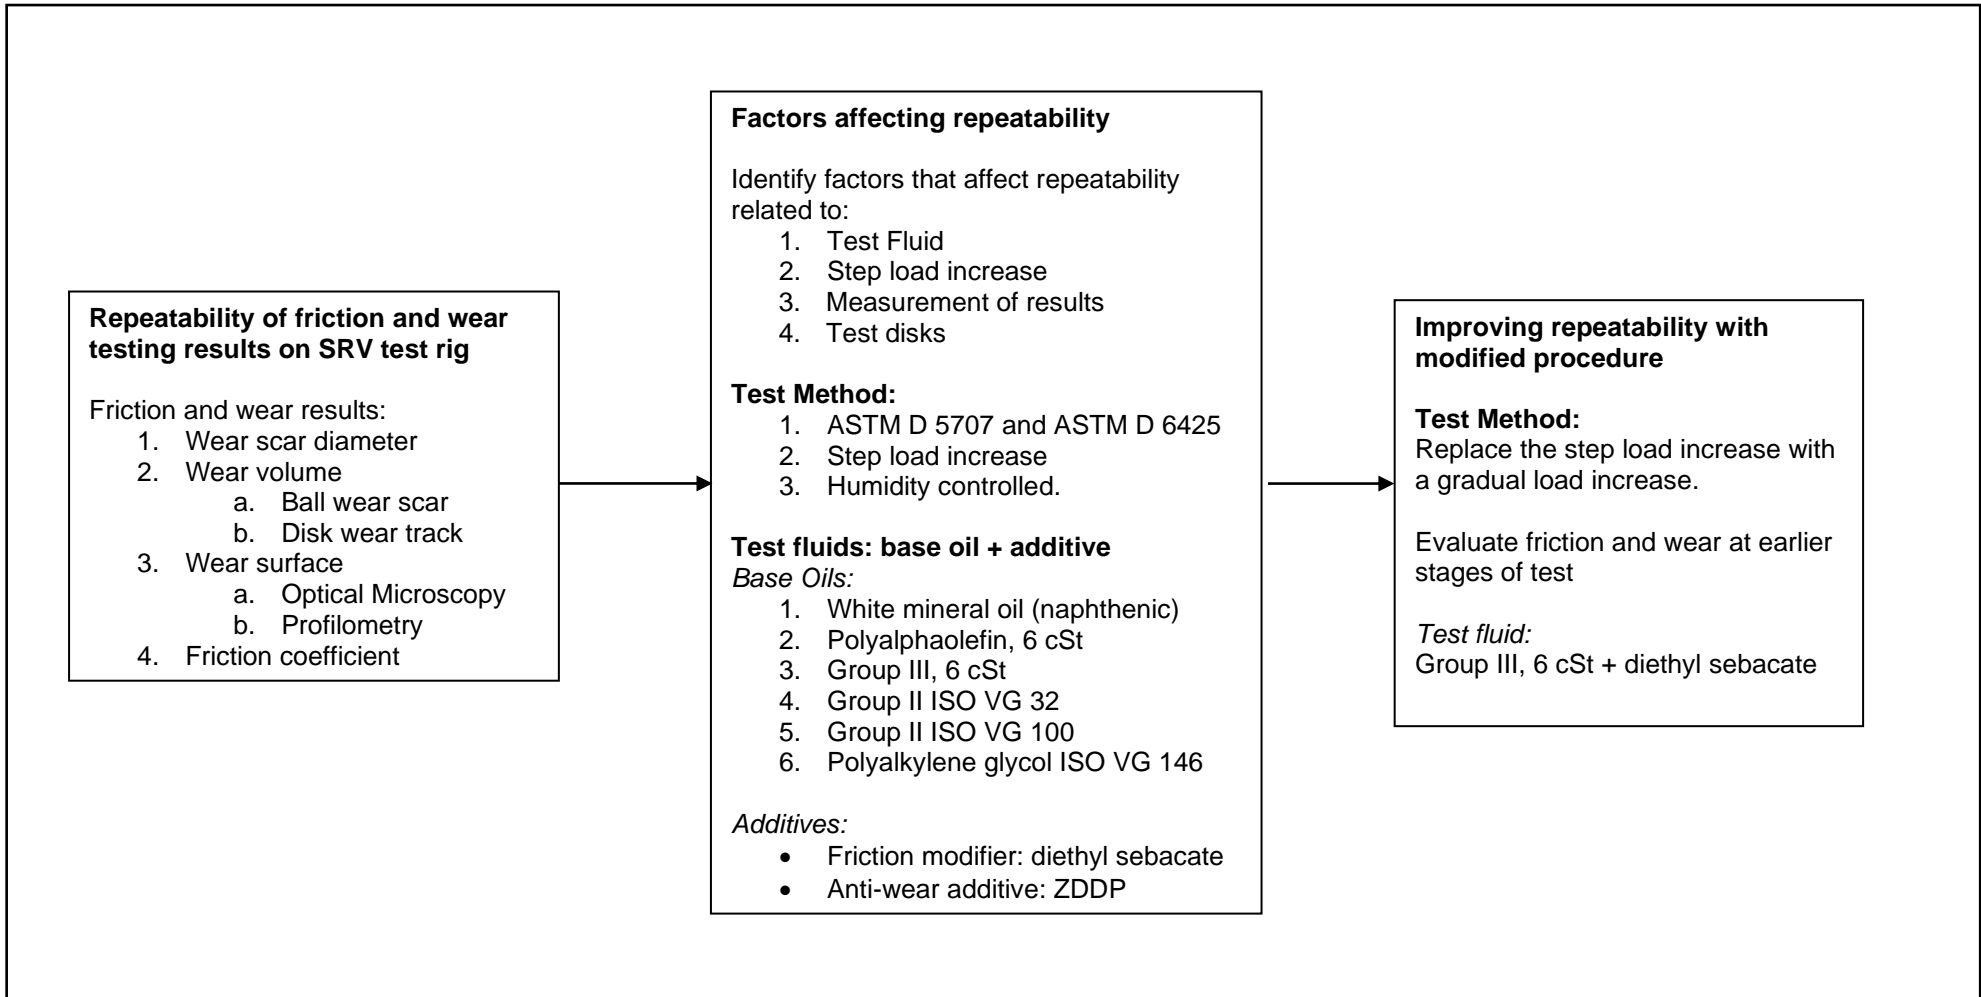 Repeatability of friction and wear
testing results on SRV test rig
Friction and wear results:
1. Wear scar diameter
2. Wear volume
a. Ball wear scar
b. Disk wear track
3. Wear surface
a. Optical Microscopy
b. Profilometry
4. Friction coefficient
Factors affecting repeatability
Identify factors that affect repeatability
related to:
1. Test Fluid
2. Step load increase
3. Measurement of results
4. Test disks
Test Method:
1. ASTM D 5707 and ASTM D 6425
2. Step load increase
3. Humidity controlled.
Test fluids: base oil + additive
Base Oils:
1. White mineral oil (naphthenic)
2. Polyalphaolefin, 6 cSt
3. Group III, 6 cSt
4. Group II ISO VG 32
5. Group II ISO VG 100
6. Polyalkylene glycol ISO VG 146
Additives:
• Friction modifier: diethyl sebacate
• Anti-wear additive: ZDDP
Improving repeatability with
modified procedure
Test Method:
Replace the step load increase with
a gradual load increase.
Evaluate friction and wear at earlier
stages of test
Test fluid:
Group III, 6 cSt + diethyl sebacate